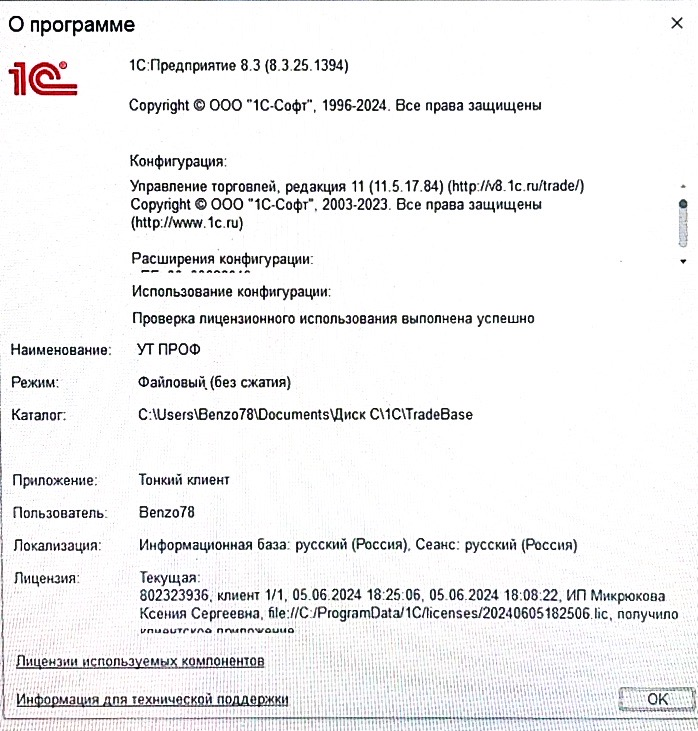 О программе
1С:Предприятие 8.3 (8.3.25.1394)
Copyright © ООО "1С-Софт", 1996-2024. Все права защищены
Конфигурация:
Управление торговлей, редакция 11 (11.5.17.84) (http://v8.1c.ru/trade/)
Copyright © ООО "1С-Софт", 2003-2023. Все права защищены
(http://www.1c.ru)
Расширения конфигурации:
Использование конфигурации:
Проверка лицензионного использования выполнена успешно
Наименование: УТ ПРОФ
Режим: Файловый (без сжатия)
Каталог: C:\Users\Benzo78\Documents\Диск С\1C\TradeBase
Приложение: Тонкий клиент
Пользователь: Benzo78
Локализация: Информационная база: русский (Россия), Сеанс: русский (Россия)
Лицензия: Текущая:
802323936, клиент 1/1, 05.06.2024 18:25:06, 05.06.2024 18:08:22, ИП Микрюкова
Ксения Сергеевна, file://C:/ProgramData/1C/licenses/20240605182506.lic, получило
клиентское приложение
Лицензии используемых компонентов
Информация для технической поддержки
OK